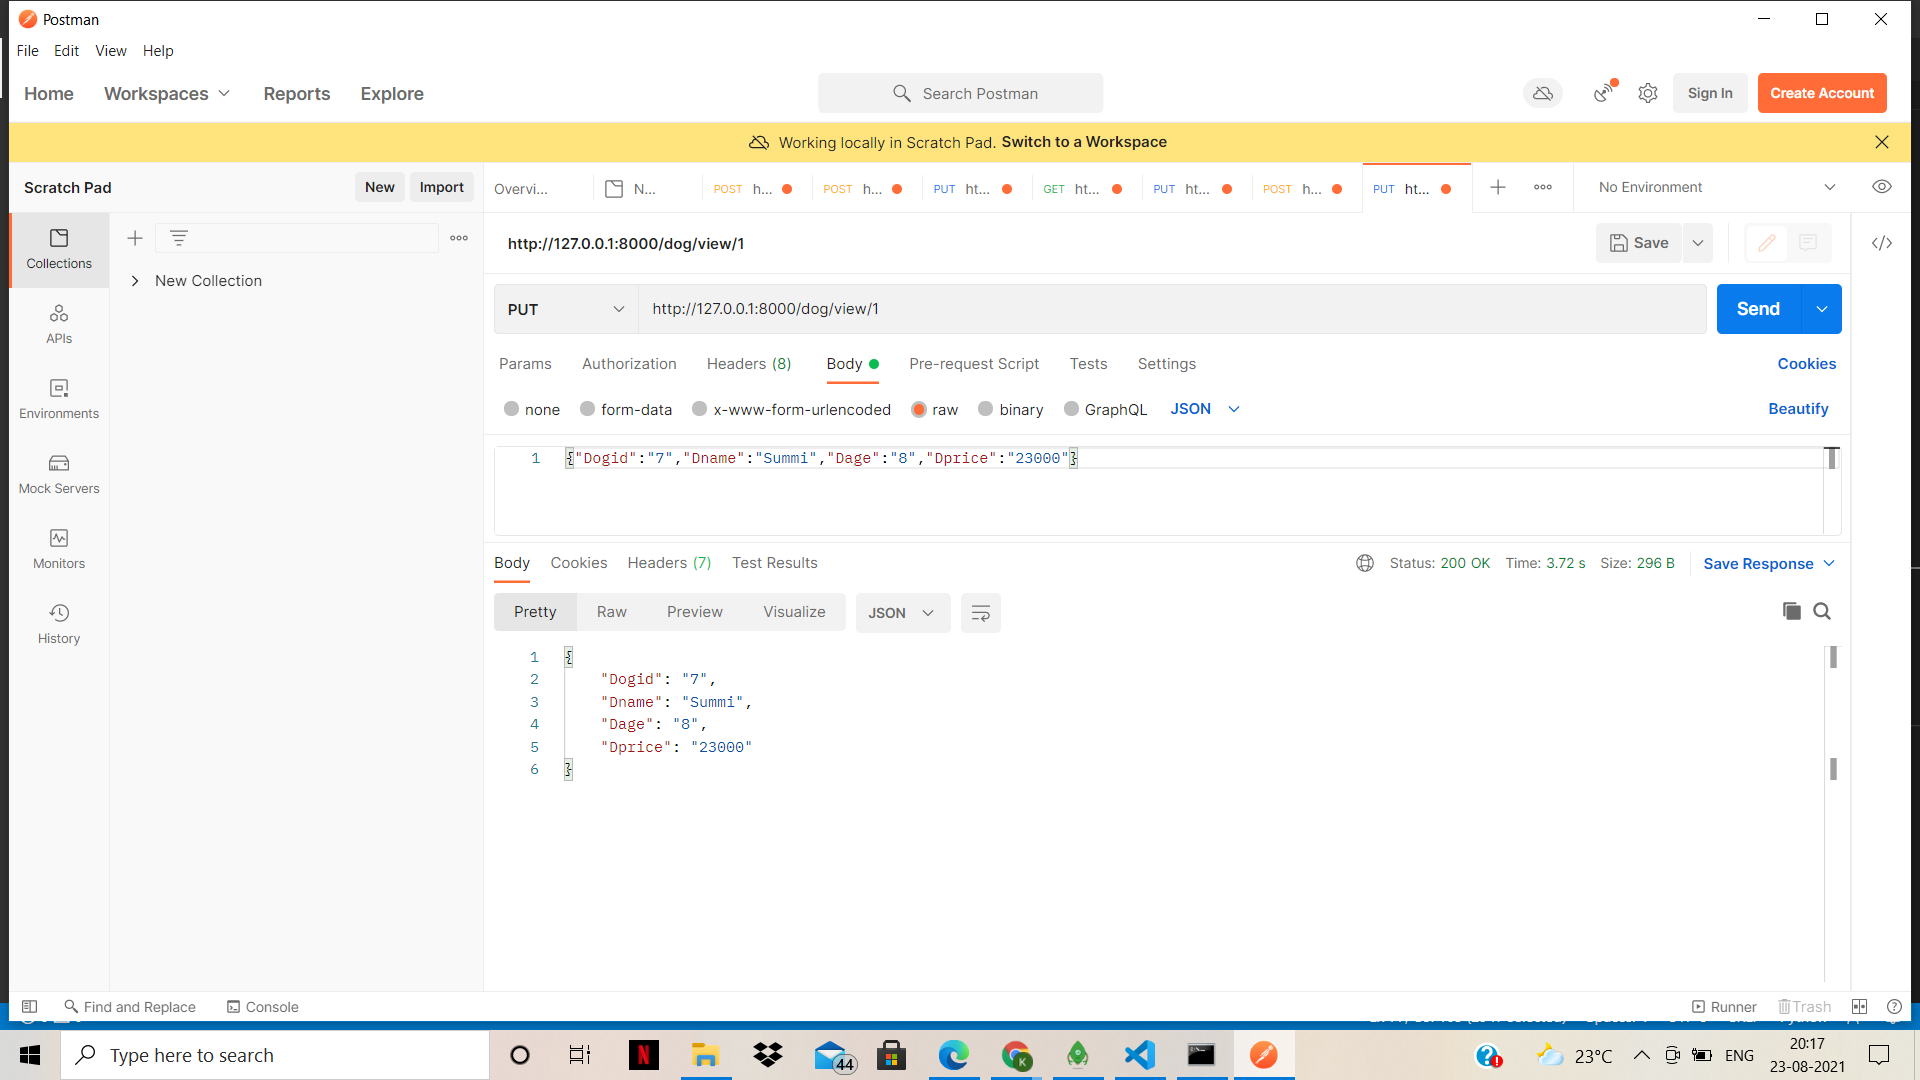 Postman
File Edit View Help
Home Workspaces Reports Explore
Search Postman
Sign In Create Account
Working locally in Scratch Pad. Switch to a Workspace
Scratch Pad New Import
Overvi... N... POST h... POST h... PUT ht... GET ht... PUT ht... POST h... PUT ht... No Environment
Collections
APIs
Environments
Mock Servers
Monitors
History
New Collection
http://127.0.0.1:8000/dog/view/1 Save
PUT http://127.0.0.1:8000/dog/view/1 Send
Params Authorization Headers (8) Body Pre-request Script Tests Settings Cookies
none form-data x-www-form-urlencoded raw binary GraphQL JSON Beautify
1 {"Dogid":"7","Dname":"Summi","Dage":"8","Dprice":"23000"}
Body Cookies Headers (7) Test Results Status: 200 OK Time: 3.72 s Size: 296 B Save Response
Pretty Raw Preview Visualize JSON
1 {
2 "Dogid": "7",
3 "Dname": "Summi",
4 "Dage": "8",
5 "Dprice": "23000"
6 }
Find and Replace Console Runner Trash
Type here to search 44 23°C ENG 20:17
23-08-2021